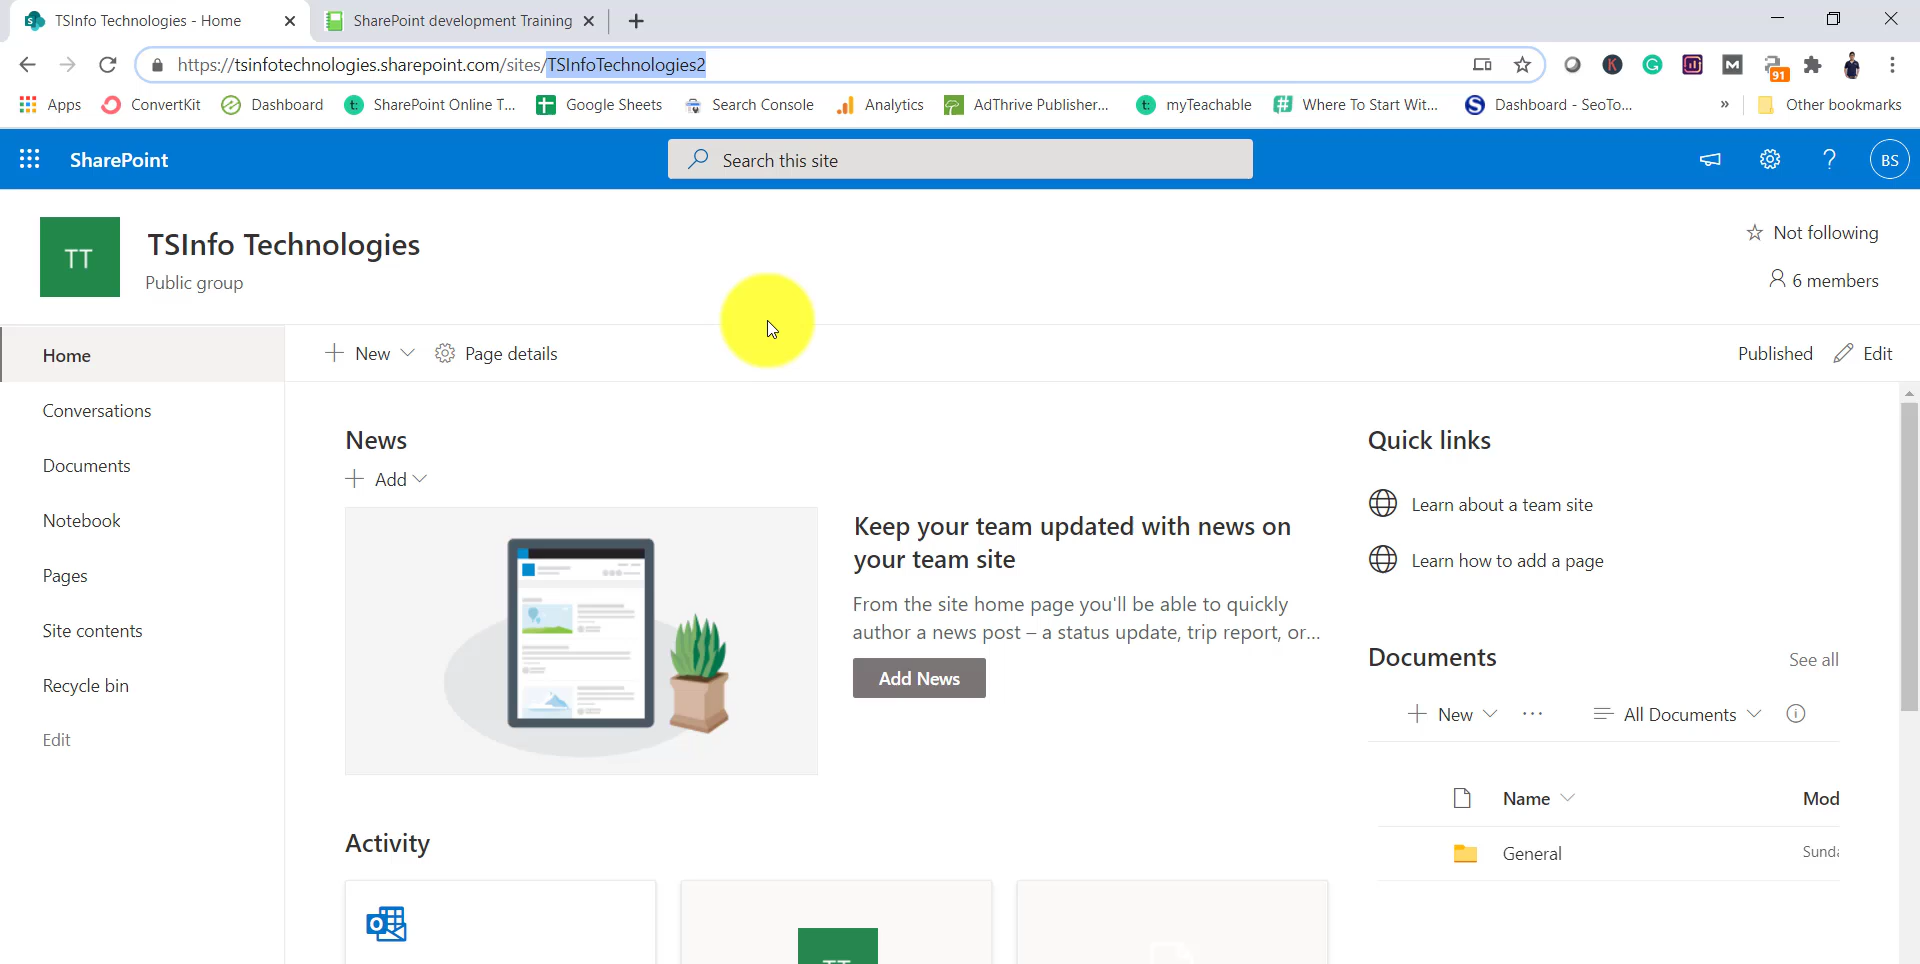 TSInfo Technologies - Home
SharePoint development Training
https://tsinfotechnologies.sharepoint.com/sites/TSInfoTechnologies2
91
Apps
ConvertKit
Dashboard
SharePoint Online T...
Google Sheets
Search Console
Analytics
AdThrive Publisher...
myTeachable
Where To Start Wit...
Dashboard - SeoTo...
»
Other bookmarks
SharePoint
Search this site
BS
TT
TSInfo Technologies
Public group
Not following
6 members
Home
Conversations
Documents
Notebook
Pages
Site contents
Recycle bin
Edit
New
Page details
Published
Edit
News
Add
Keep your team updated with news on
your team site
From the site home page you'll be able to quickly
author a news post – a status update, trip report, or...
Add News
Activity
Quick links
Learn about a team site
Learn how to add a page
Documents
See all
New
All Documents
Name
Mod
General
Sunda